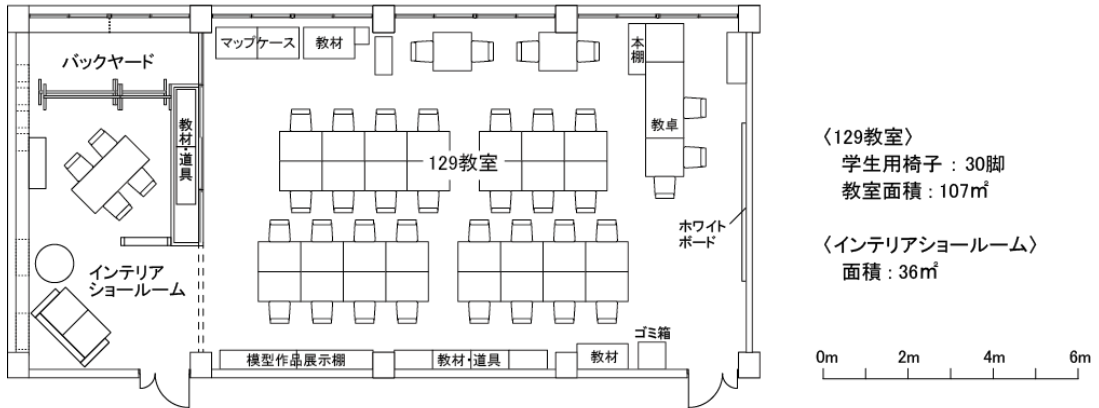 バックヤード
マップケース
教材
本棚
教材・道具
教卓
129教室
ホワイト
ボード
インテリア
ショールーム
模型作品展示棚
教材・道具
教材
ゴミ箱
〈129教室〉
学生用椅子：30脚
教室面積：107㎡
〈インテリアショールーム〉
面積：36㎡
0m 2m 4m 6m